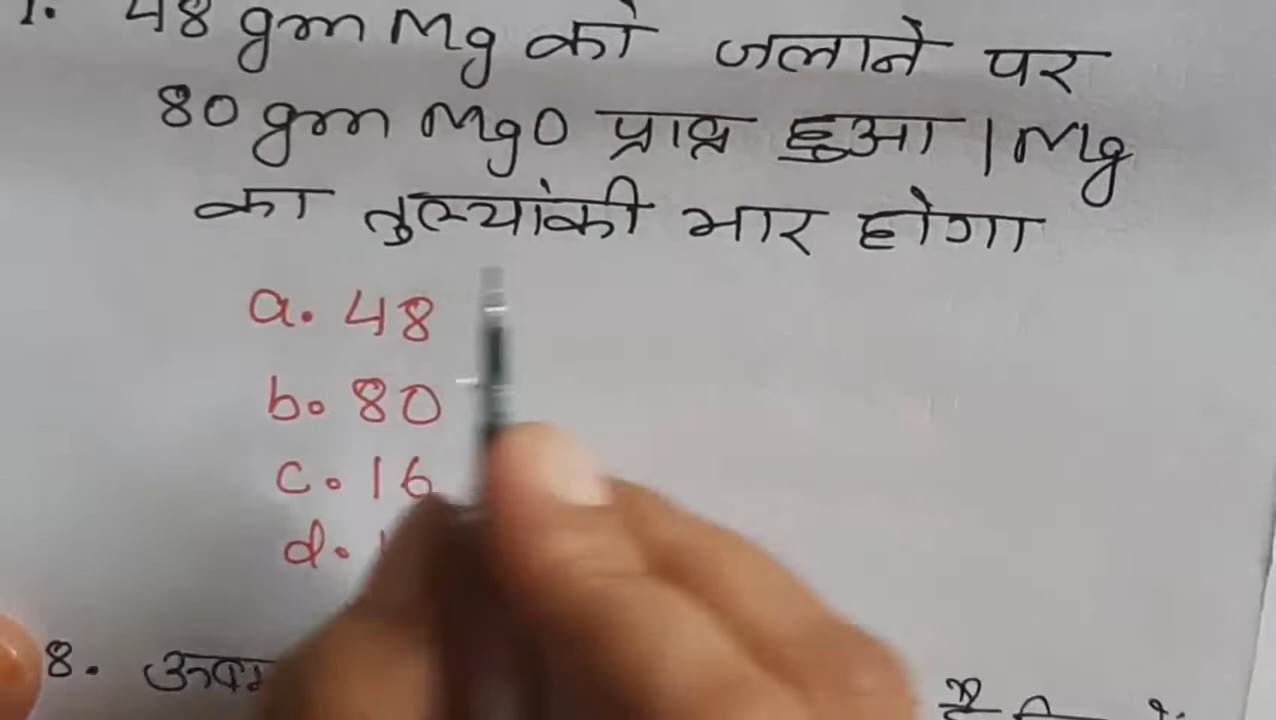 48 gm Mg को जलाने पर
80 gm MgO प्राप्त हुआ । Mg
का तुल्यांकी भार होगा
a. 48
b. 80
c. 16
d.
8.